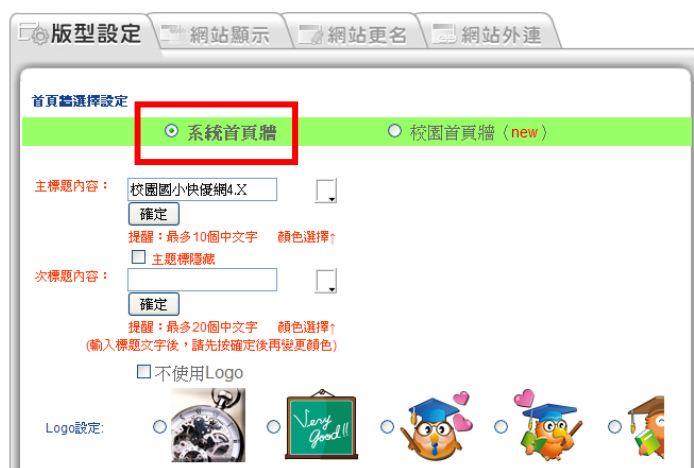 版型設定 網站顯示 網站更名 網站外連
首頁牆選擇設定
系統首頁牆 校園首頁牆（new）
主標題內容： 校園國小快優網4.X
確定
提醒：最多10個中文字 顏色選擇↑
主題標隱藏
次標題內容：
確定
提醒：最多20個中文字 顏色選擇↑
(輸入標題文字後，請先按確定後再變更顏色)
不使用Logo
Logo設定: Very Good!!